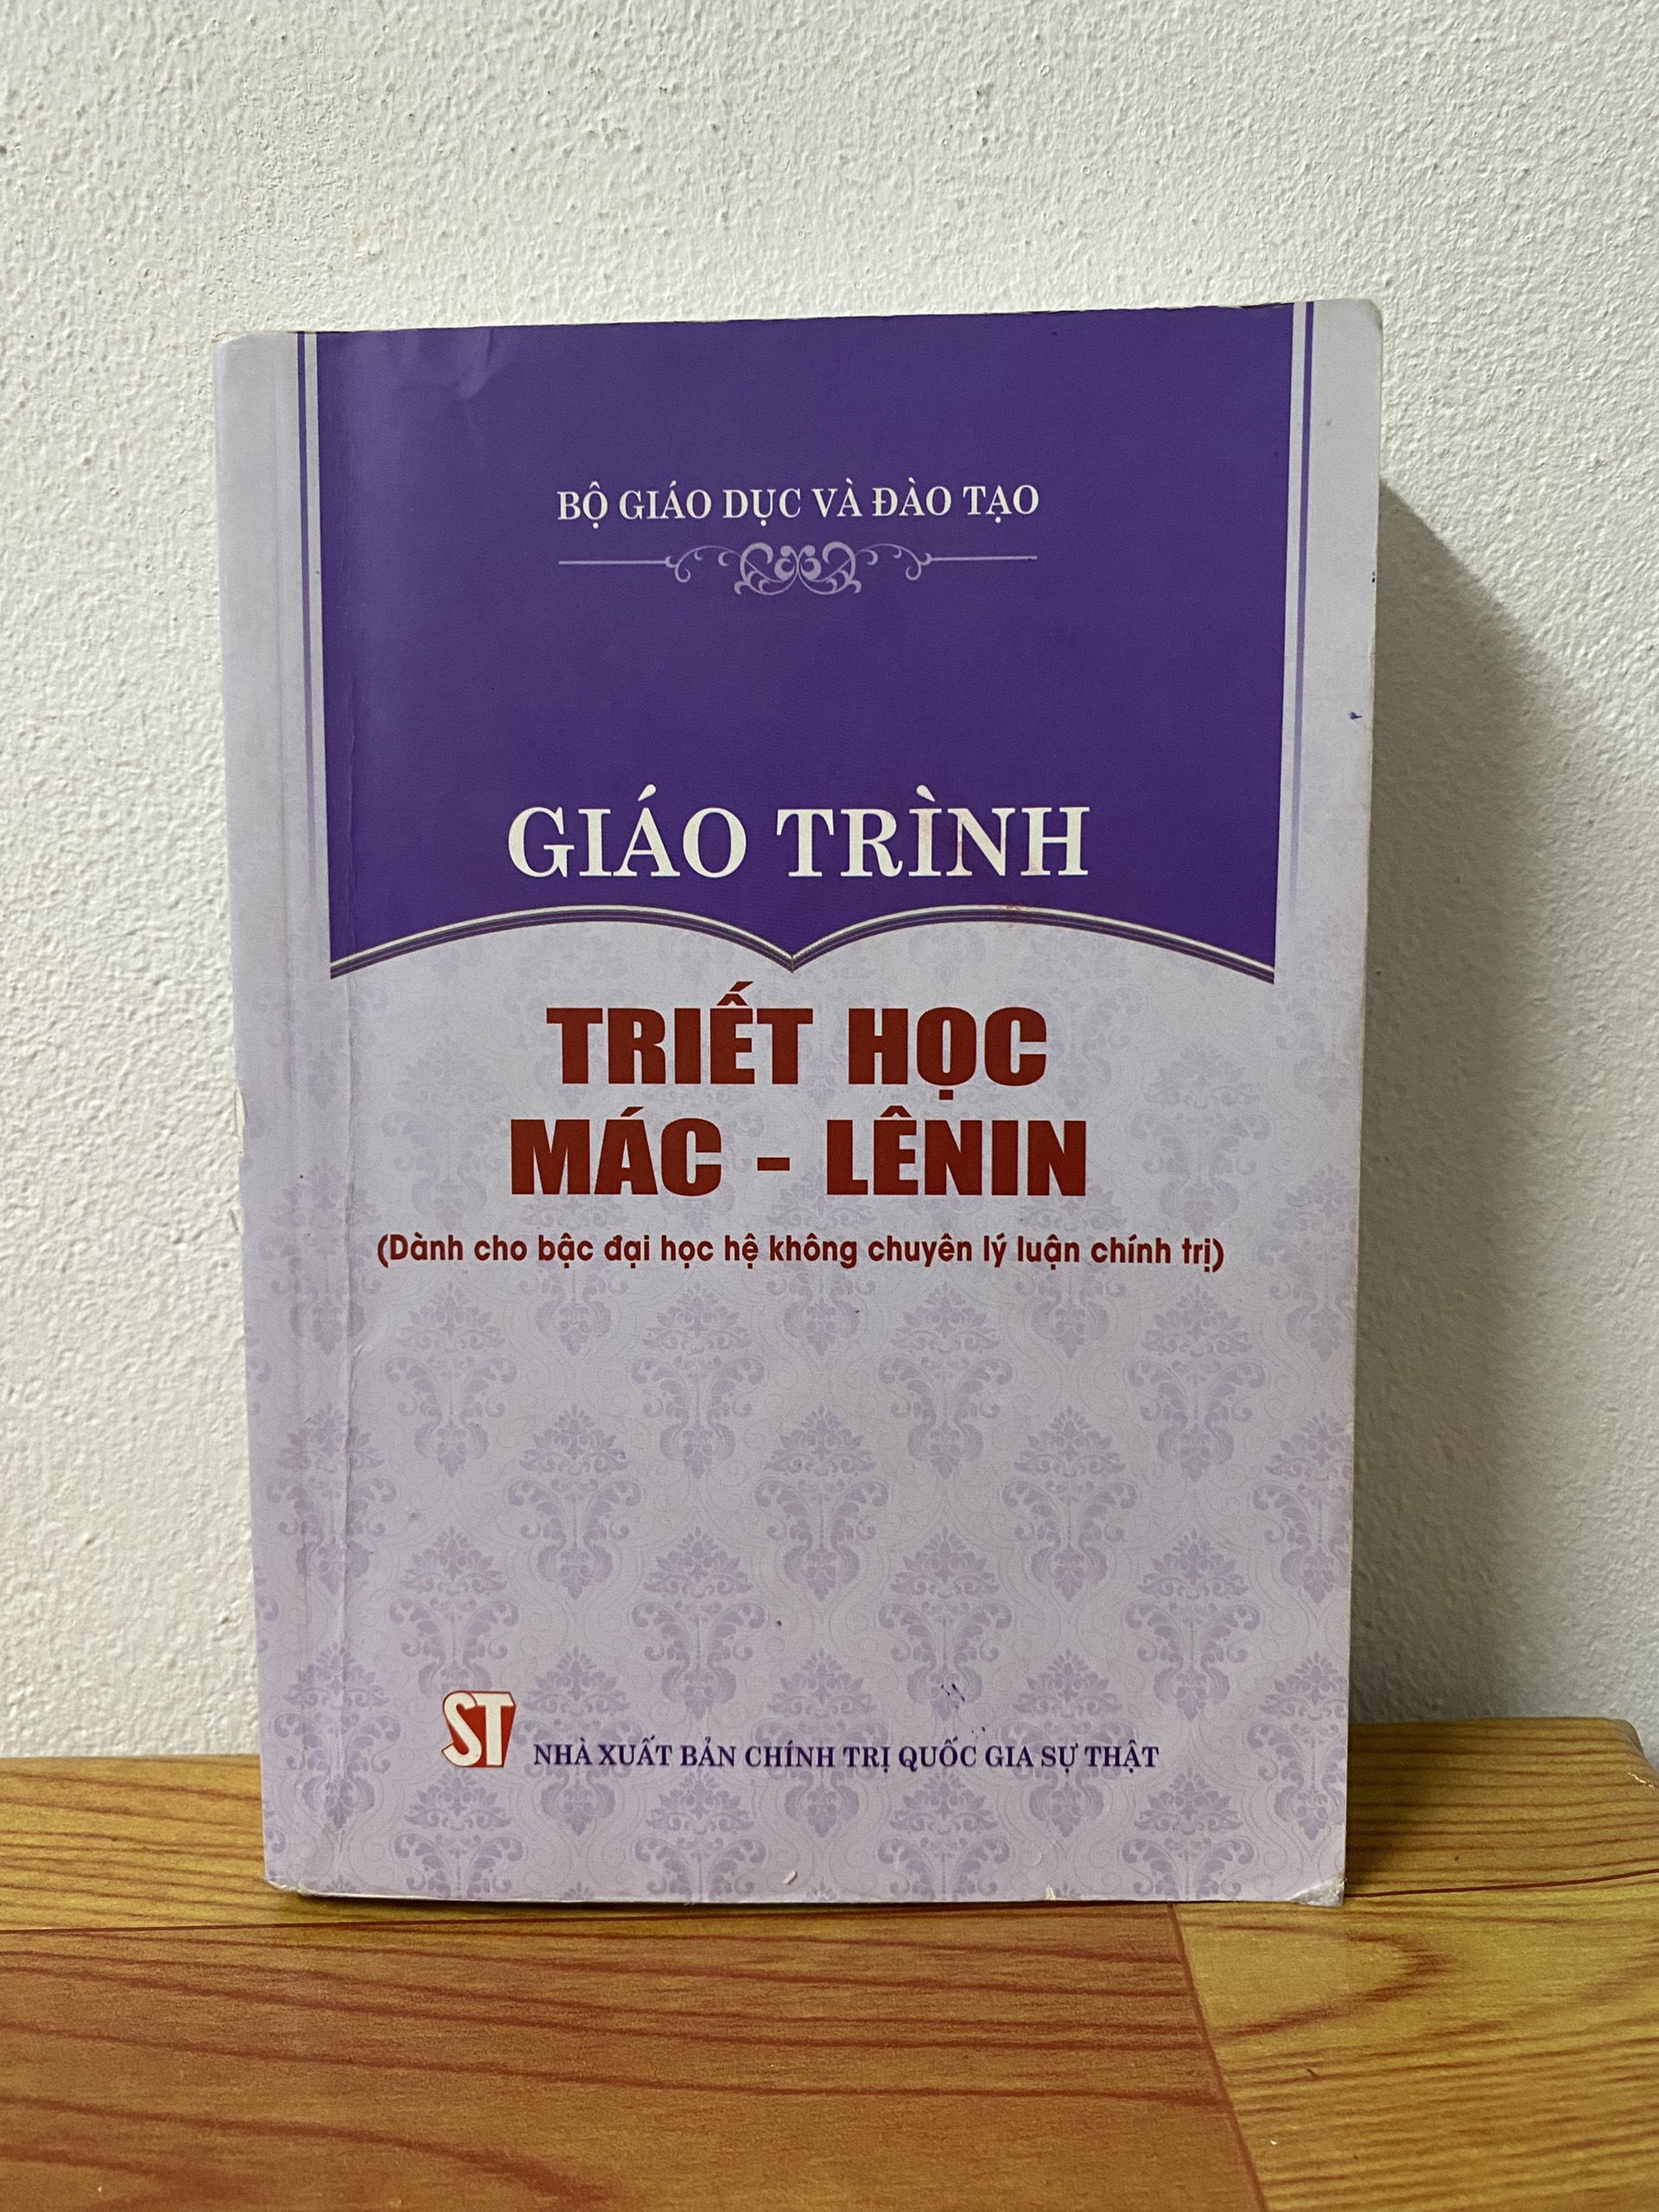 BỘ GIÁO DỤC VÀ ĐÀO TẠO
GIÁO TRÌNH
TRIẾT HỌC
MÁC - LÊNIN
(Dành cho bậc đại học hệ không chuyên lý luận chính trị)
ST
NHÀ XUẤT BẢN CHÍNH TRỊ QUỐC GIA SỰ THẬT